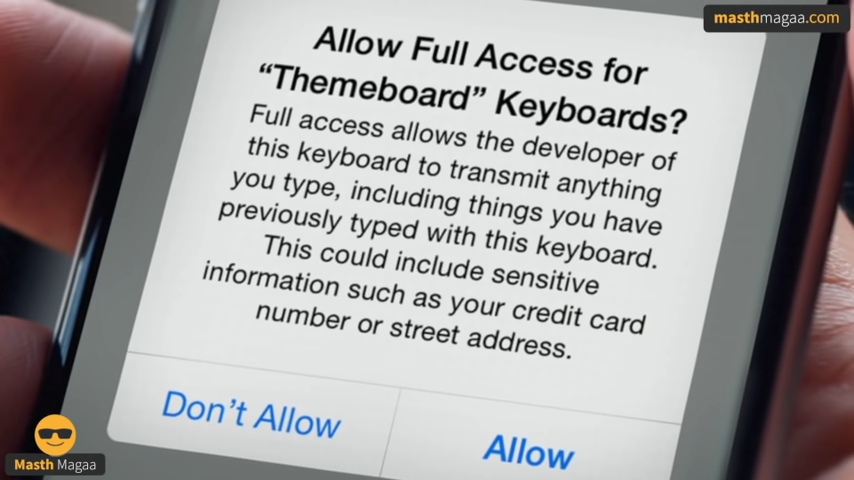 masthmagaa.com
Allow Full Access for
“Themeboard” Keyboards?
Full access allows the developer of
this keyboard to transmit anything
you type, including things you have
previously typed with this keyboard.
This could include sensitive
information such as your credit card
number or street address.
Don’t Allow
Allow
Masth Magaa